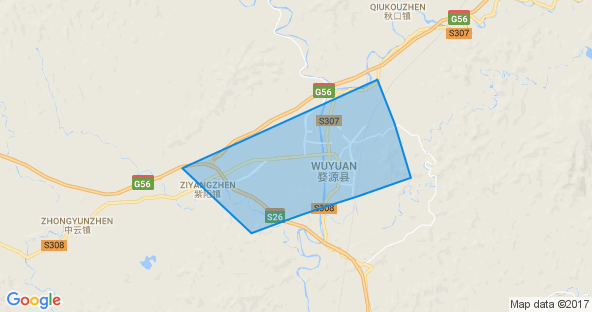 QIUKOUZHEN
秋口镇
G56
S307
G56
S307
WUYUAN
婺源县
G56
ZIYANGZHEN
紫阳镇
S308
S26
ZHONGYUNZHEN
中云镇
S308
Google
Map data ©2017